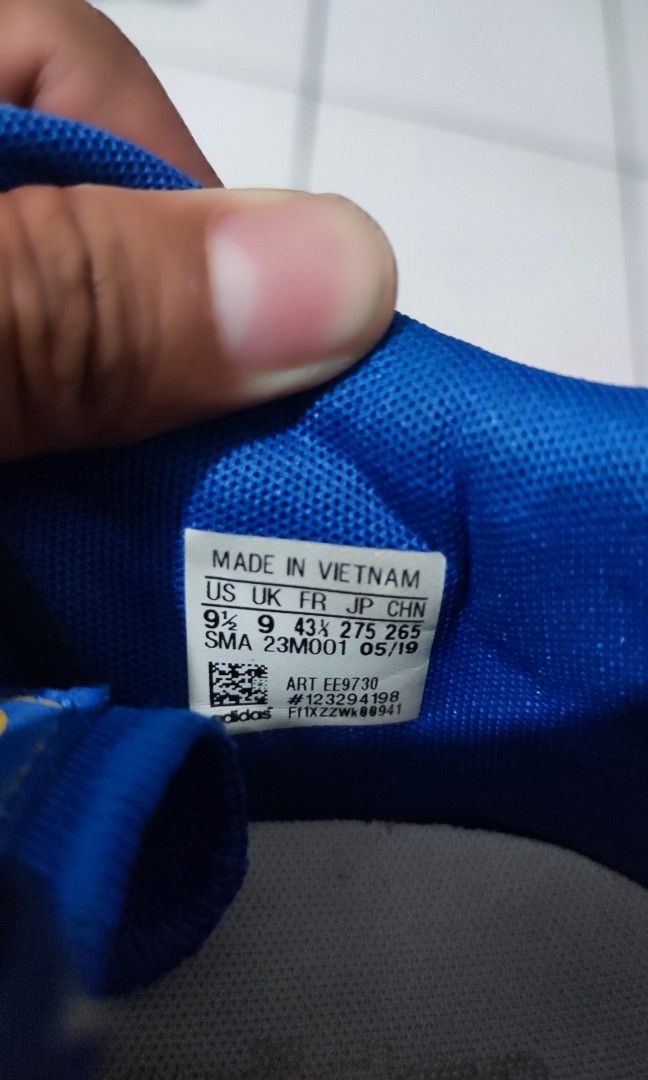 MADE IN VIETNAM
US UK FR JP CHN
9½ 9 43⅓ 275 265
SMA 23M001 05/19
ART EE9730
#123294198
adidas Ff1XZZWk00941